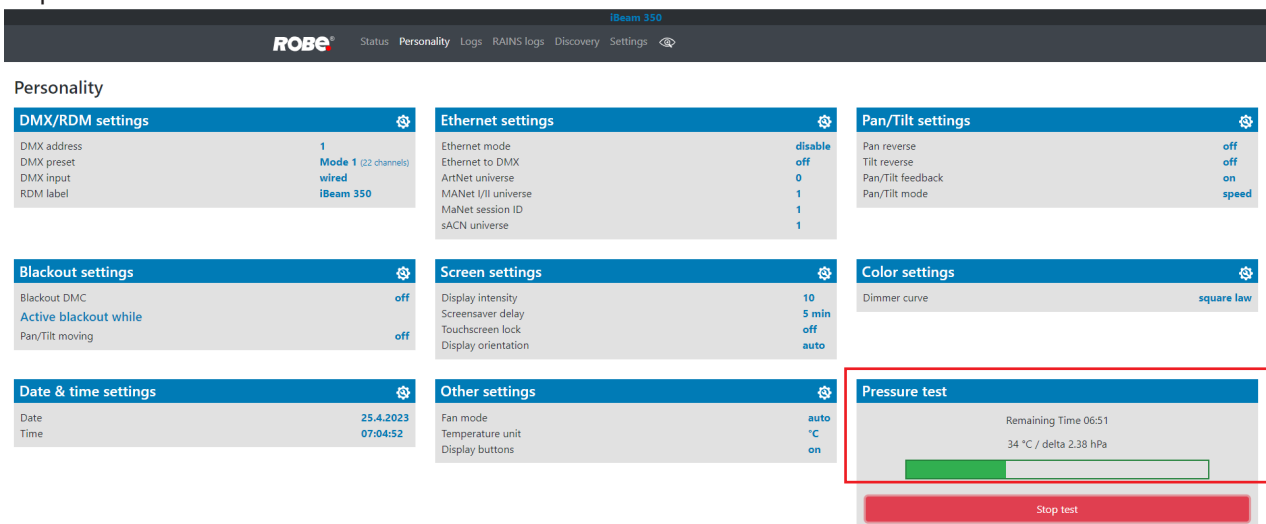 iBeam 350
ROBE® Status Personality Logs RAINS logs Discovery Settings
Personality
DMX/RDM settings
DMX address 1
DMX preset Mode 1 (22 channels)
DMX input wired
RDM label iBeam 350
Ethernet settings
Ethernet mode disable
Ethernet to DMX off
ArtNet universe 0
MANet I/II universe 1
MaNet session ID 1
sACN universe 1
Pan/Tilt settings
Pan reverse off
Tilt reverse off
Pan/Tilt feedback on
Pan/Tilt mode speed
Blackout settings
Blackout DMC off
Active blackout while
Pan/Tilt moving off
Screen settings
Display intensity 10
Screensaver delay 5 min
Touchscreen lock off
Display orientation auto
Color settings
Dimmer curve square law
Date & time settings
Date 25.4.2023
Time 07:04:52
Other settings
Fan mode auto
Temperature unit °C
Display buttons on
Pressure test
Remaining Time 06:51
34 °C / delta 2.38 hPa
Stop test